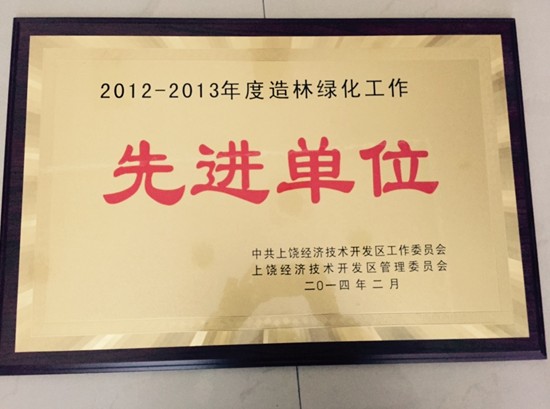 2012-2013年度造林绿化工作
先进单位
中共上饶经济技术开发区工作委员会
上饶经济技术开发区管理委员会
二〇一四年二月